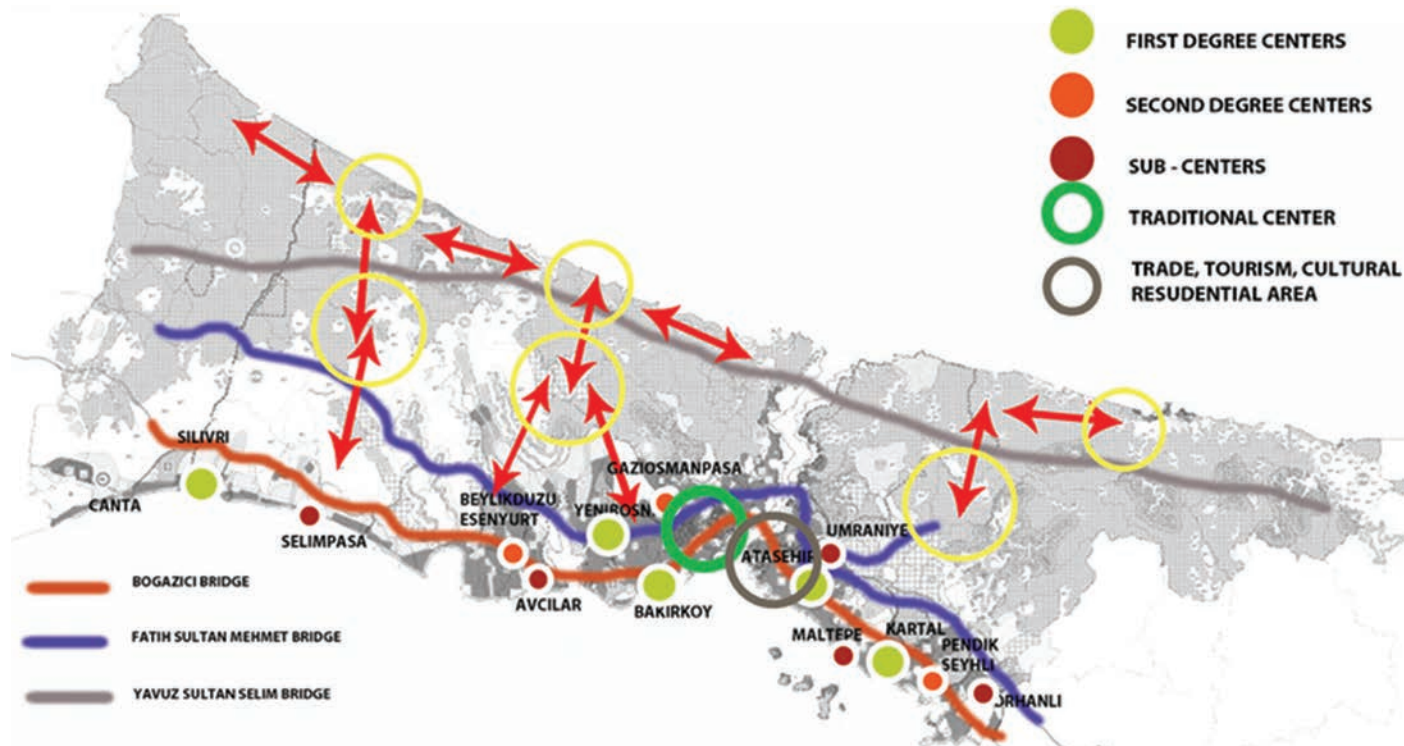 FIRST DEGREE CENTERS
SECOND DEGREE CENTERS
SUB - CENTERS
TRADITIONAL CENTER
TRADE, TOURISM, CULTURAL
RESUDENTIAL AREA
SILIVRI
CANTA
SELIMPASA
BEYLIKDUZU
ESENYURT
AVCILAR
YENIBOSN.
GAZIOSMANPASA
BAKIRKOY
ATASEHIR
UMRANIYE
MALTEPE
KARTAL
PENDIK
SEYHLI
ORHANLI
BOGAZICI BRIDGE
FATIH SULTAN MEHMET BRIDGE
YAVUZ SULTAN SELIM BRIDGE